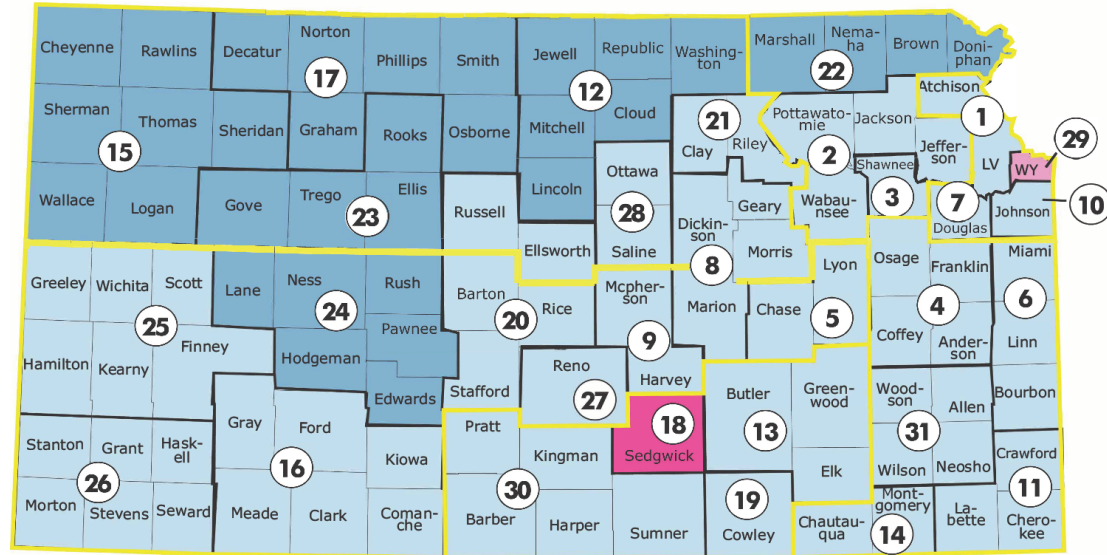 Cheyenne
Rawlins
Decatur
Norton
Phillips
Smith
Jewell
Republic
Washing-
ton
Marshall
Nema-
ha
Brown
Doni-
phan
17
12
22
Atchison
Sherman
Thomas
Sheridan
Graham
Rooks
Osborne
Mitchell
Cloud
21
Clay
Riley
Pottawato-
mie
Jackson
1
15
2
Jeffer-
son
LV
29
WY
Shawnee
3
Wallace
Logan
Gove
Trego
23
Ellis
Russell
Lincoln
Ottawa
28
Saline
Dickin-
son
Geary
Wabau-
nsee
7
Douglas
Johnson
10
Ellsworth
8
Morris
Lyon
Osage
Franklin
Miami
Greeley
Wichita
Scott
25
Lane
Ness
24
Rush
Barton
20
Rice
Mcpher-
son
9
Marion
Chase
5
4
6
Hamilton
Kearny
Finney
Hodgeman
Pawnee
Edwards
Stafford
Reno
27
Harvey
Coffey
Ander-
son
Linn
Butler
13
Green-
wood
Wood-
son
31
Allen
Bourbon
Stanton
Grant
Hask-
ell
Gray
Ford
16
Kiowa
Pratt
Kingman
18
Sedgwick
Elk
Wilson
Neosho
Crawford
11
26
30
19
Morton
Stevens
Seward
Meade
Clark
Coman-
che
Barber
Harper
Sumner
Cowley
Chautau-
qua
Mont-
gomery
14
La-
bette
Chero-
kee